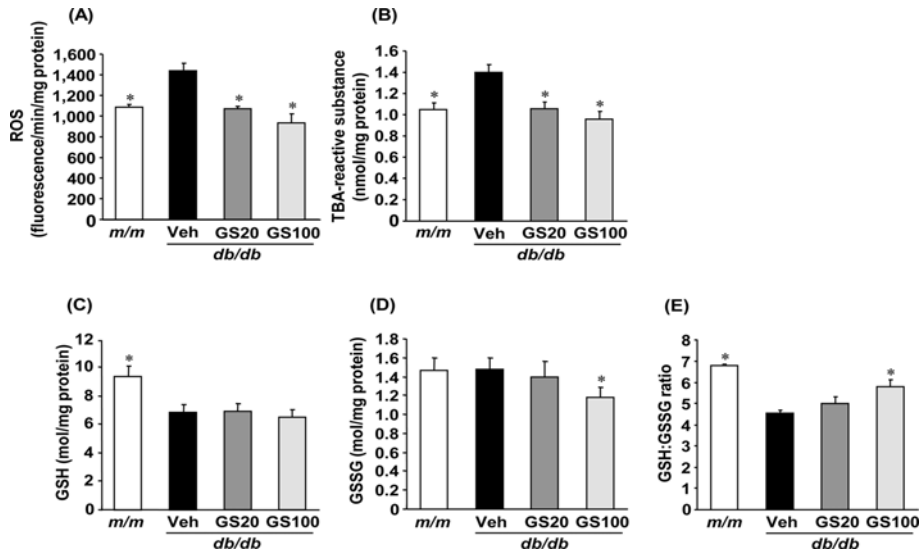 (A)
ROS
(fluorescence/min/mg protein)
1,600
1,400
1,200
1,000
800
600
400
200
0
*
*
*
m/m
Veh
GS20
GS100
db/db
(B)
TBA-reactive substance
(nmol/mg protein)
1.6
1.4
1.2
1.0
0.8
0.6
0.4
0.2
0
*
*
*
m/m
Veh
GS20
GS100
db/db
(C)
GSH (mol/mg protein)
12
10
8
6
4
2
0
*
m/m
Veh
GS20
GS100
db/db
(D)
GSSG (mol/mg protein)
1.8
1.6
1.4
1.2
1.0
0.8
0.6
0.4
0.2
0
*
m/m
Veh
GS20
GS100
db/db
(E)
GSH:GSSG ratio
8
7
6
5
4
3
2
1
0
*
*
m/m
Veh
GS20
GS100
db/db